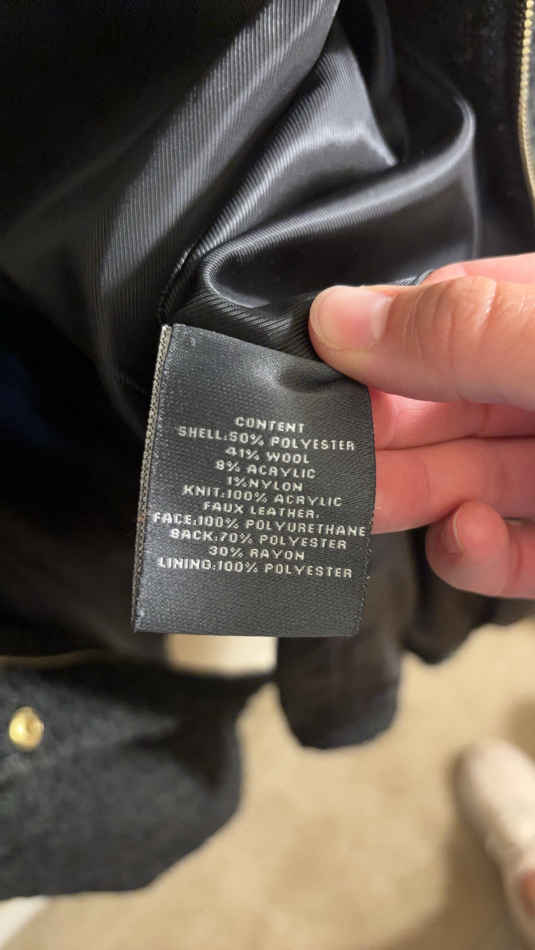 CONTENT
SHELL:50% POLYESTER
41% WOOL
8% ACRYLIC
1%NYLON
KNIT:100% ACRYLIC
FAUX LEATHER.
FACE:100% POLYURETHANE
BACK:70% POLYESTER
30% RAYON
LINING:100% POLYESTER